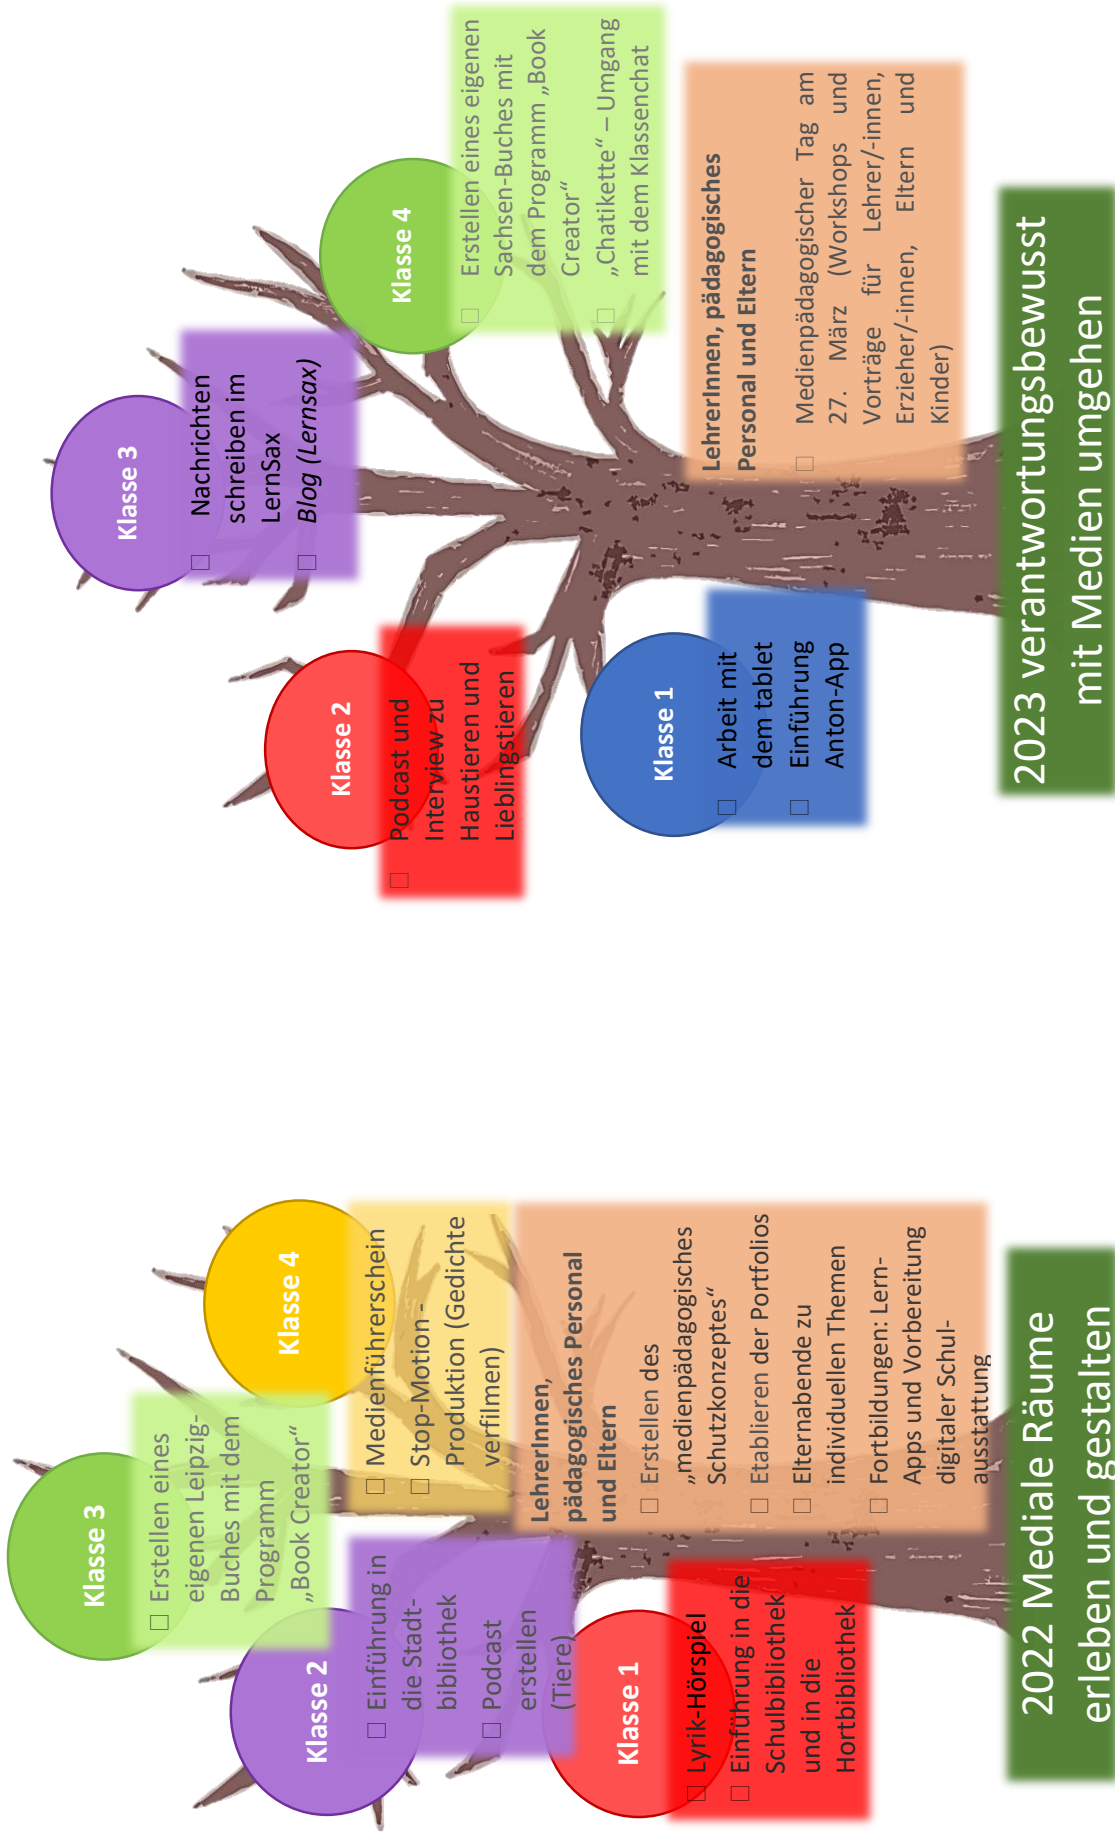 Klasse 3
☐ Erstellen eines
eigenen Leipzig-
Buches mit dem
Programm
„Book Creator“
Klasse 4
☐ Medienführerschein
☐ Stop-Motion -
Produktion (Gedichte
verfilmen)
Klasse 2
☐ Einführung in
die Stadt-
bibliothek
☐ Podcast
erstellen
(Tiere)
Klasse 1
☐ Lyrik-Hörspiel
☐ Einführung in die
Schulbibliothek
und in die
Hortbibliothek
LehrerInnen,
pädagogisches Personal
und Eltern
☐ Erstellen des
„medienpädagogisches
Schutzkonzeptes“
☐ Etablieren der Portfolios
☐ Elternabende zu
individuellen Themen
☐ Fortbildungen: Lern-
Apps und Vorbereitung
digitaler Schul-
ausstattung
2022 Mediale Räume
erleben und gestalten
Klasse 3
☐ Nachrichten
schreiben im
LernSax
☐ Blog (Lernsax)
Klasse 4
☐ Erstellen eines eigenen
Sachsen-Buches mit
dem Programm „Book
Creator“
☐ „Chatikette“ – Umgang
mit dem Klassenchat
Klasse 2
☐ Podcast und
Interview zu
Haustieren und
Lieblingstieren
Klasse 1
☐ Arbeit mit
dem tablet
☐ Einführung
Anton-App
LehrerInnen, pädagogisches
Personal und Eltern
☐ Medienpädagogischer Tag am
27. März (Workshops und
Vorträge für Lehrer/-innen,
Erzieher/-innen, Eltern und
Kinder)
2023 verantwortungsbewusst
mit Medien umgehen